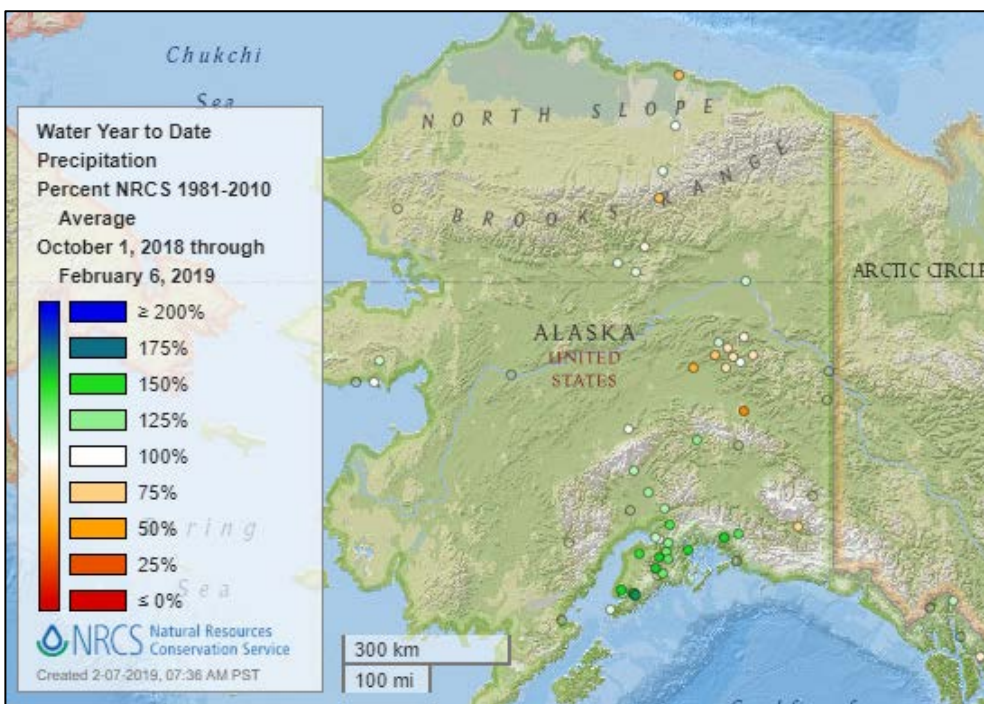 Chukchi
Sea
NORTH SLOPE
BROOKS RANGE
ARCTIC CIRCLE
ALASKA
UNITED
STATES
Water Year to Date
Precipitation
Percent NRCS 1981-2010
Average
October 1, 2018 through
February 6, 2019
≥ 200%
175%
150%
125%
100%
75%
50%
25%
≤ 0%
Bering
Sea
NRCS Natural Resources
Conservation Service
Created 2-07-2019, 07:36 AM PST
300 km
100 mi